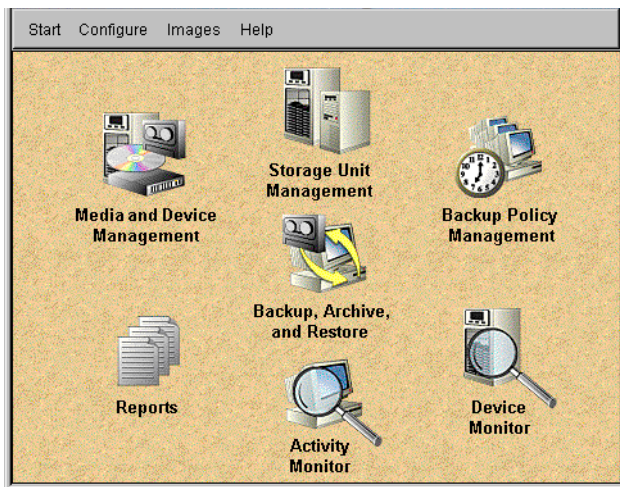 Start Configure Images Help
Storage Unit
Management
Media and Device
Management
Backup Policy
Management
Backup, Archive,
and Restore
Reports
Device
Monitor
Activity
Monitor